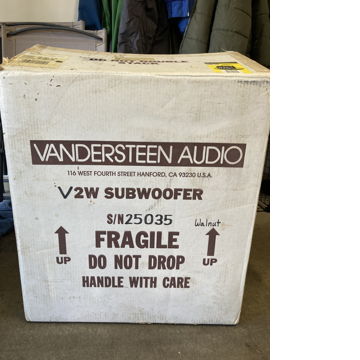 VANDERSTEEN AUDIO
116 WEST FOURTH STREET HANFORD, CA 93230 U.S.A.
V2W SUBWOOFER
S/N25035
Walnut
FRAGILE
UP
DO NOT DROP
UP
HANDLE WITH CARE